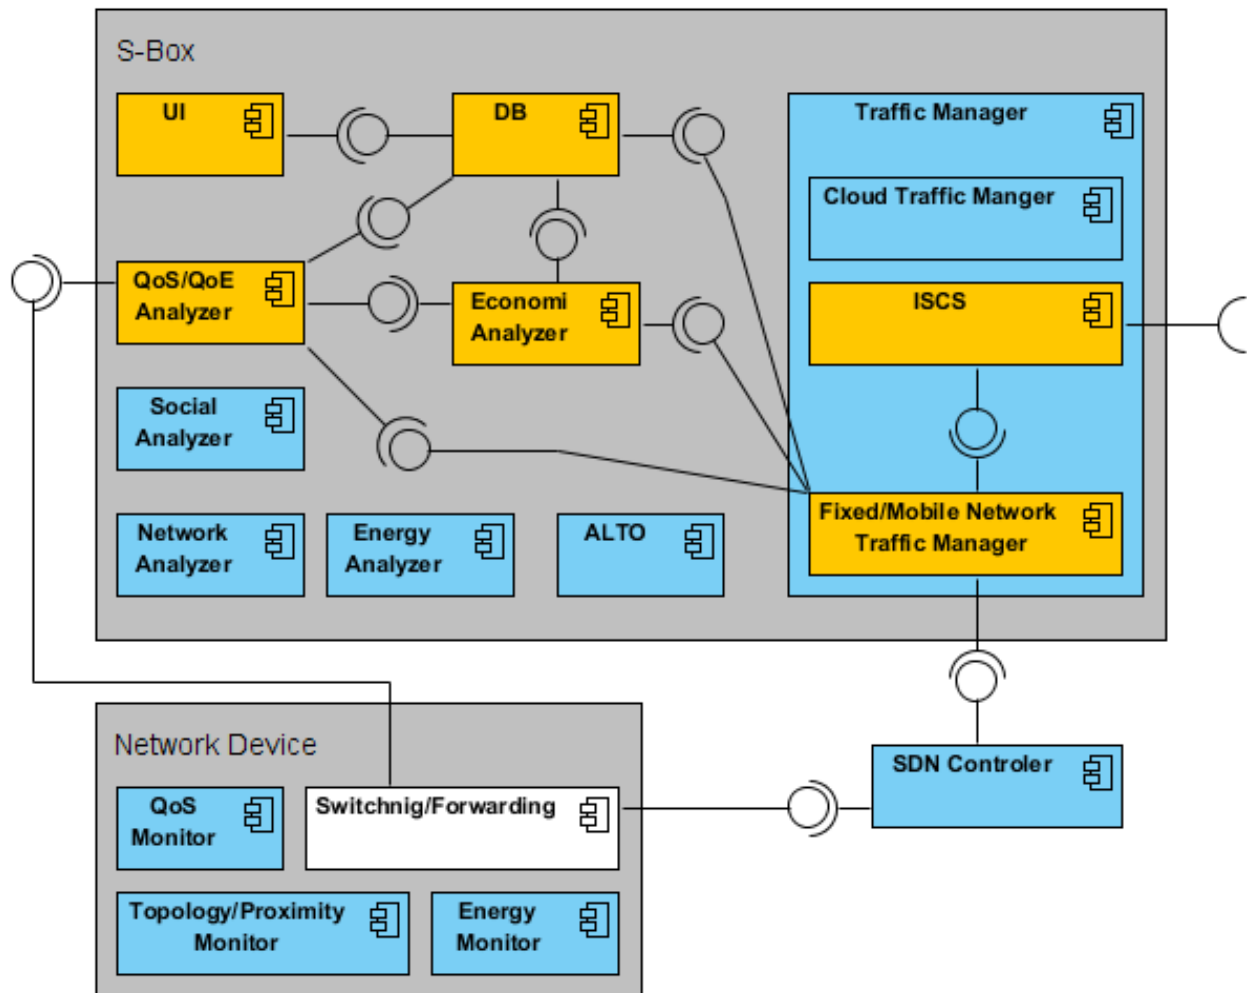 S-Box
UI
DB
Traffic Manager
Cloud Traffic Manger
QoS/QoE
Analyzer
Economi
Analyzer
ISCS
Social
Analyzer
Network
Analyzer
Energy
Analyzer
ALTO
Fixed/Mobile Network
Traffic Manager
Network Device
SDN Controler
QoS
Monitor
Switchnig/Forwarding
Topology/Proximity
Monitor
Energy
Monitor